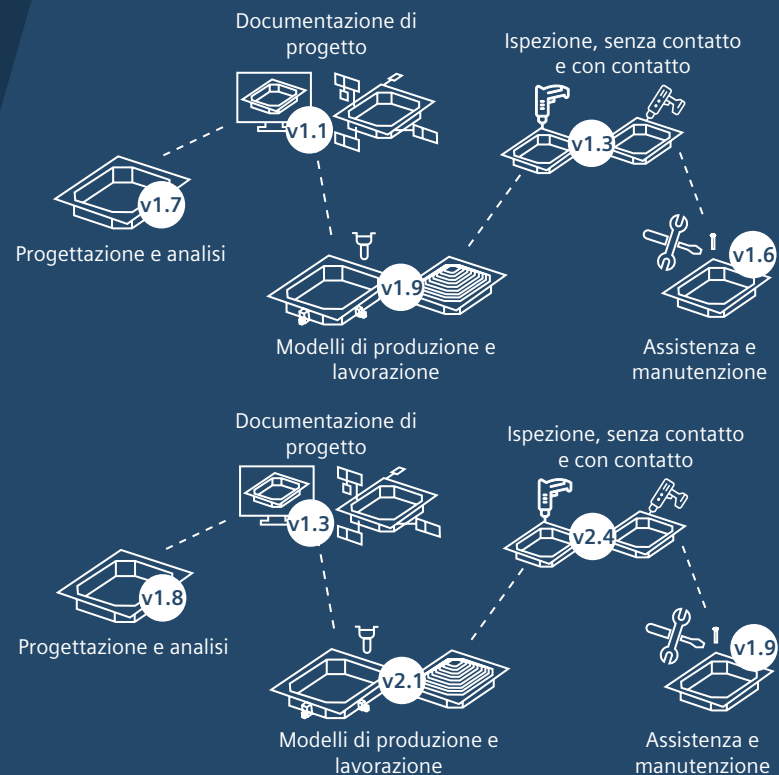 Documentazione di
progetto
v1.1
Ispezione, senza contatto
e con contatto
v1.3
v1.7
Progettazione e analisi
v1.9
Modelli di produzione e
lavorazione
v1.6
Assistenza e
manutenzione
Documentazione di
progetto
v1.3
Ispezione, senza contatto
e con contatto
v2.4
v1.8
Progettazione e analisi
v2.1
Modelli di produzione e
lavorazione
v1.9
Assistenza e
manutenzione